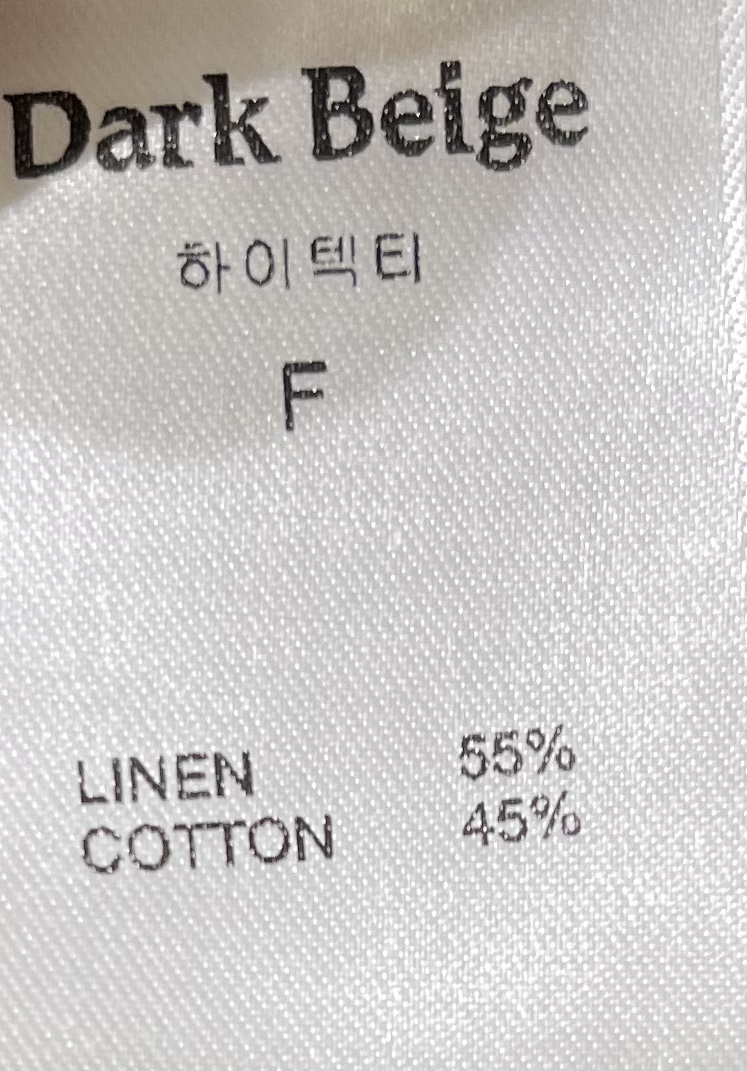 Dark Beige
하이텍티
F
LINEN 55%
COTTON 45%